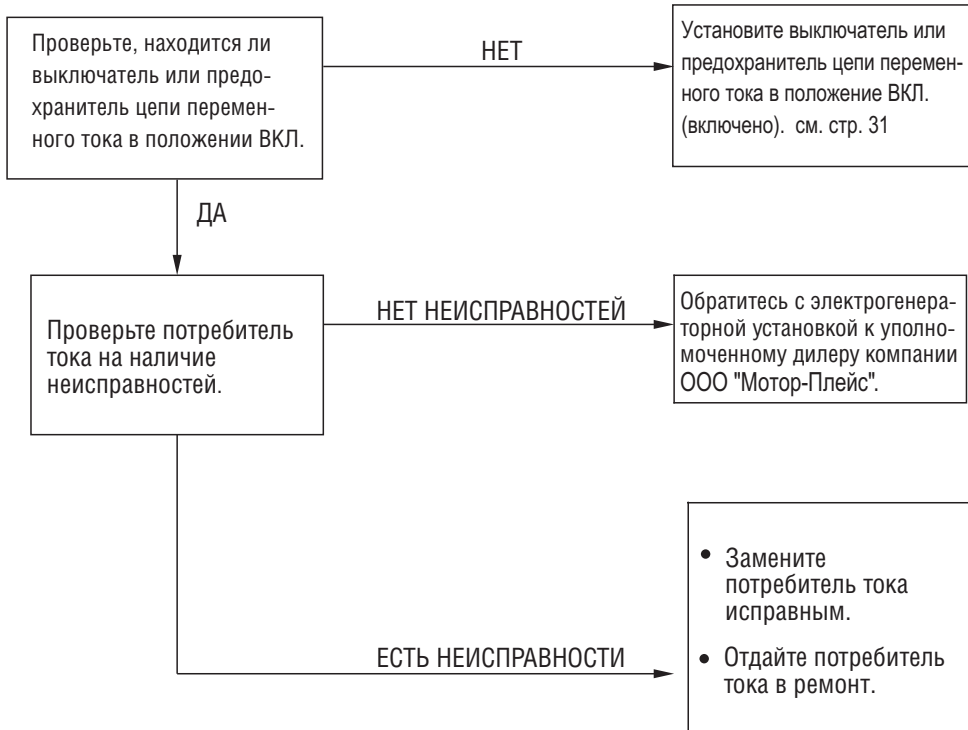 Проверьте, находится ли
выключатель или предо-
хранитель цепи перемен-
ного тока в положении ВКЛ.
НЕТ
Установите выключатель или
предохранитель цепи перемен-
ного тока в положение ВКЛ.
(включено). см. стр. 31
ДА
Проверьте потребитель
тока на наличие
неисправностей.
НЕТ НЕИСПРАВНОСТЕЙ
Обратитесь с электрогенера-
торной установкой к уполно-
моченному дилеру компании
ООО "Мотор-Плейс".
ЕСТЬ НЕИСПРАВНОСТИ
• Замените
потребитель тока
исправным.
• Отдайте потребитель
тока в ремонт.